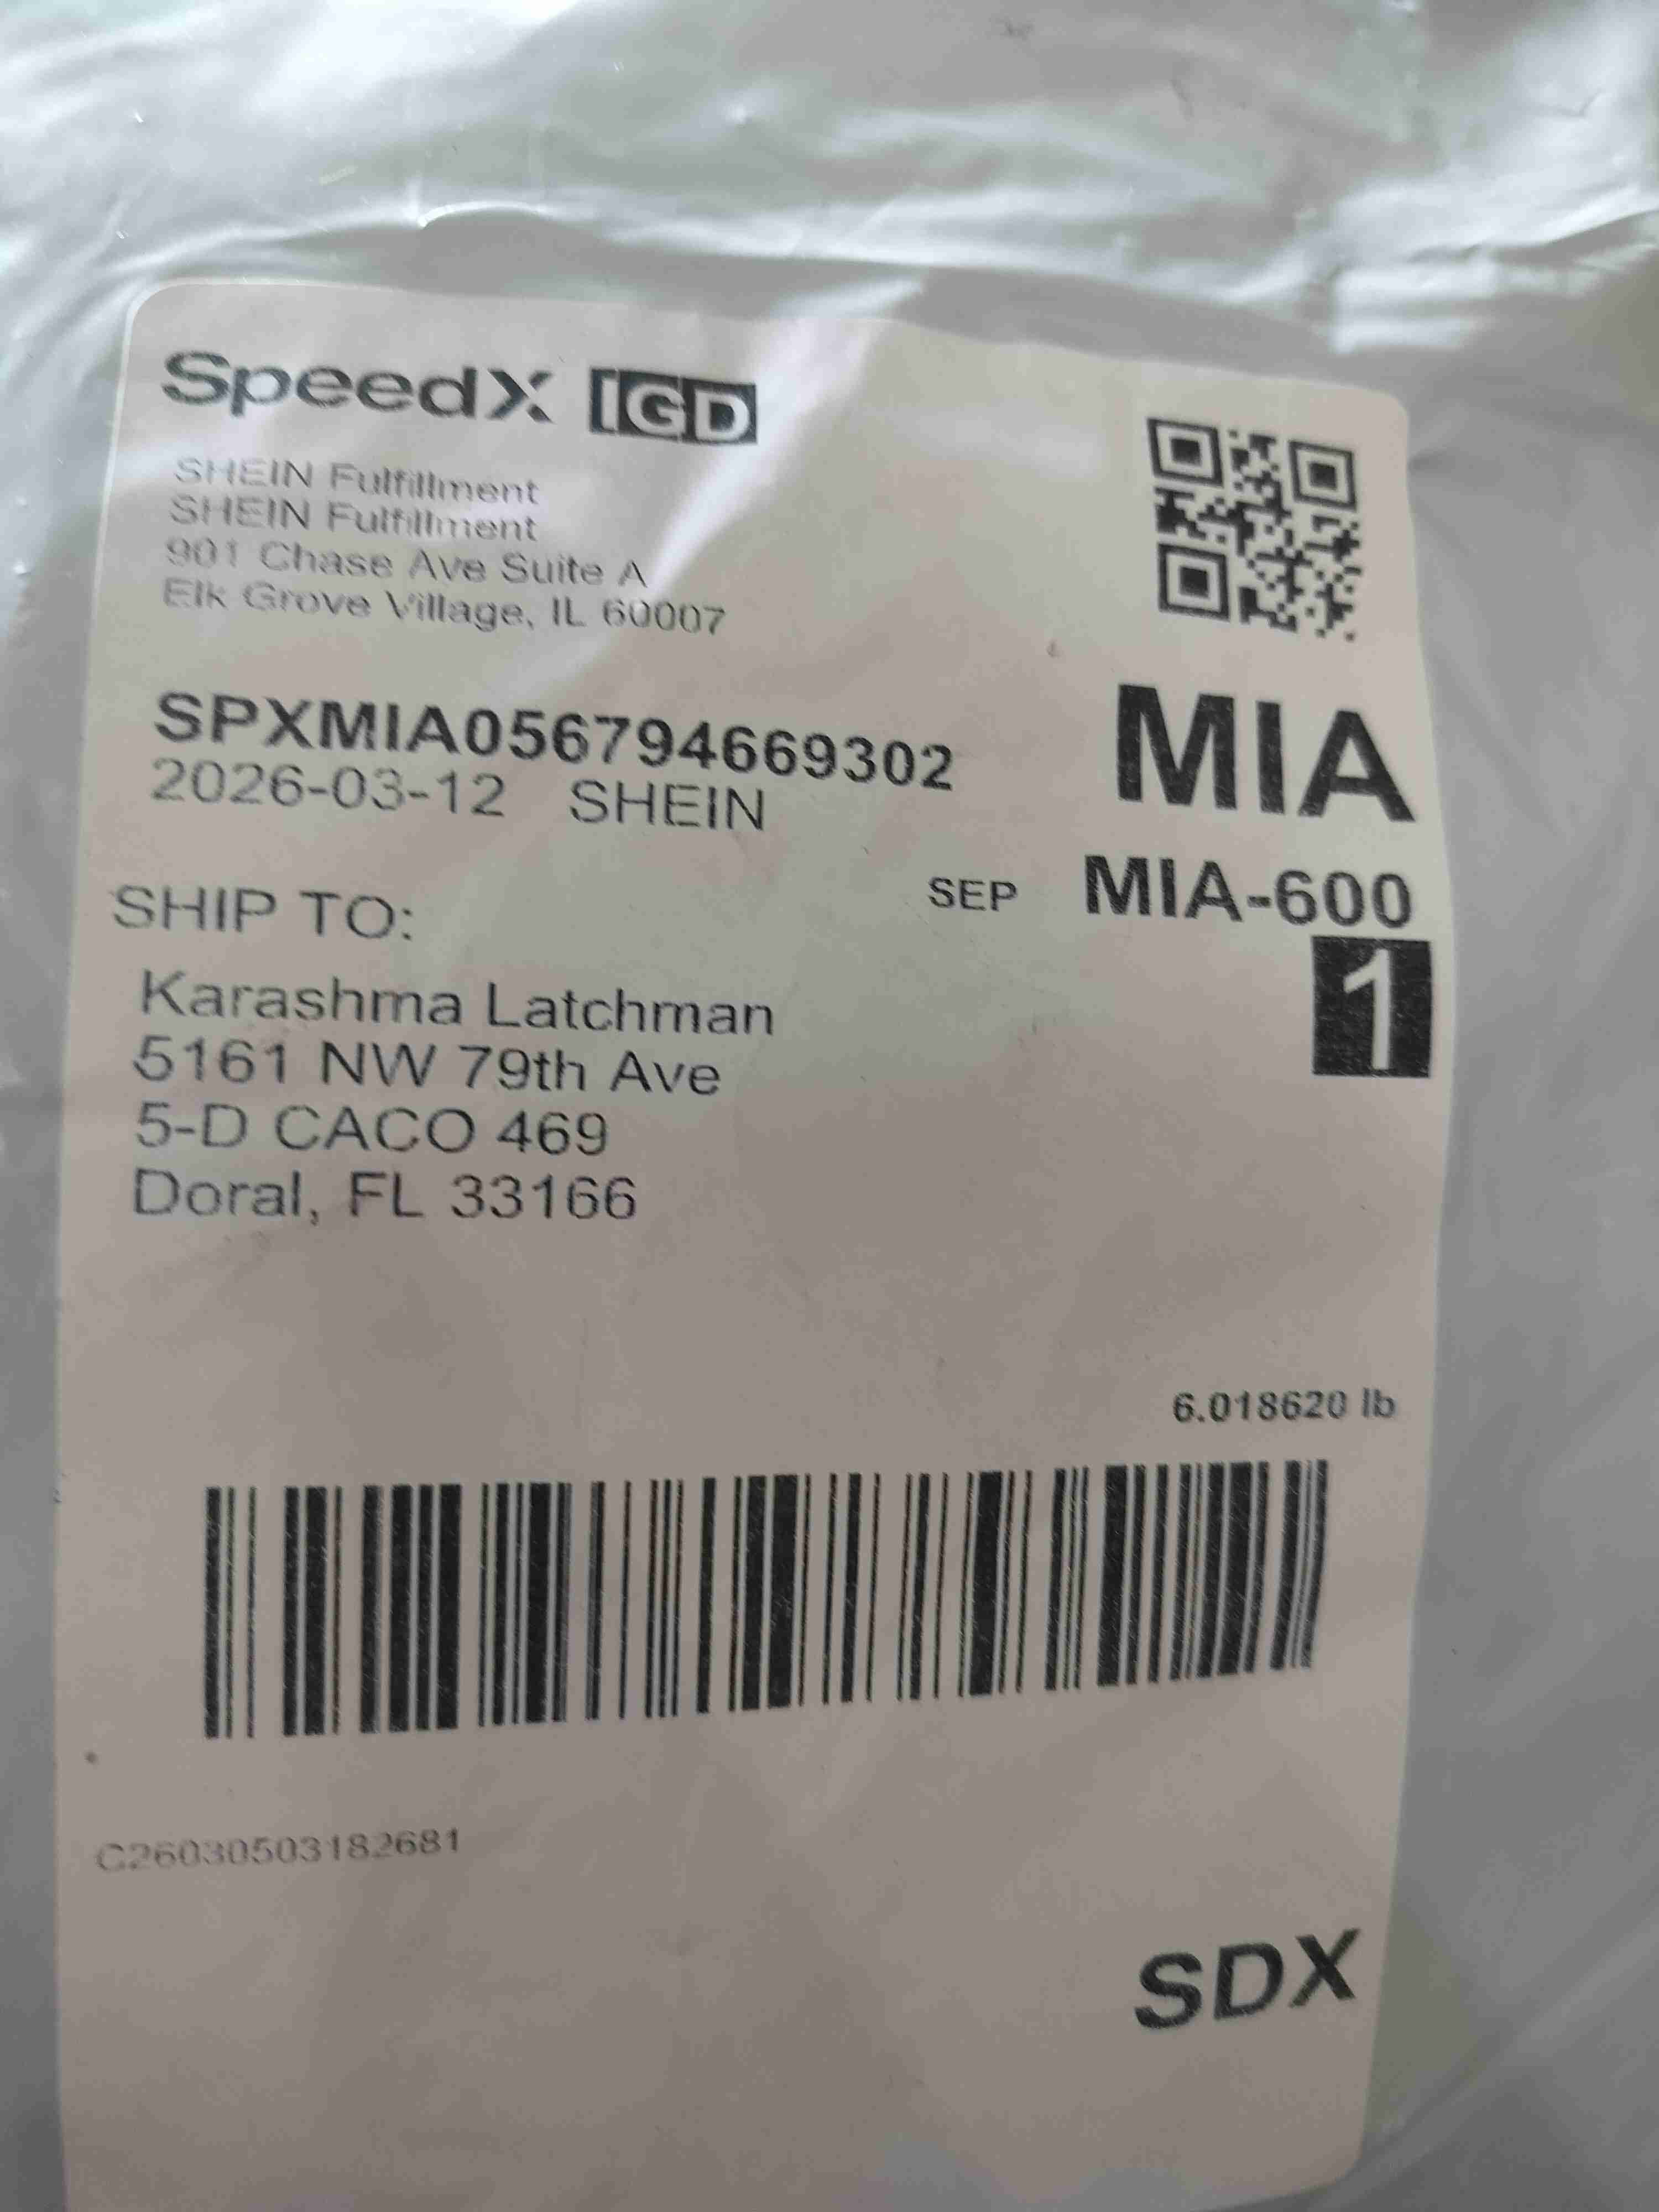 SpeedX IGD
SHEIN Fulfillment
SHEIN Fulfillment
901 Chase Ave Suite A
Elk Grove Village, IL 60007
SPXMIA056794669302
2026-03-12 SHEIN
MIA
SEP MIA-600
1
SHIP TO:
Karashma Latchman
5161 NW 79th Ave
5-D CACO 469
Doral, FL 33166
6.018620 lb
C26030503182681
SDX